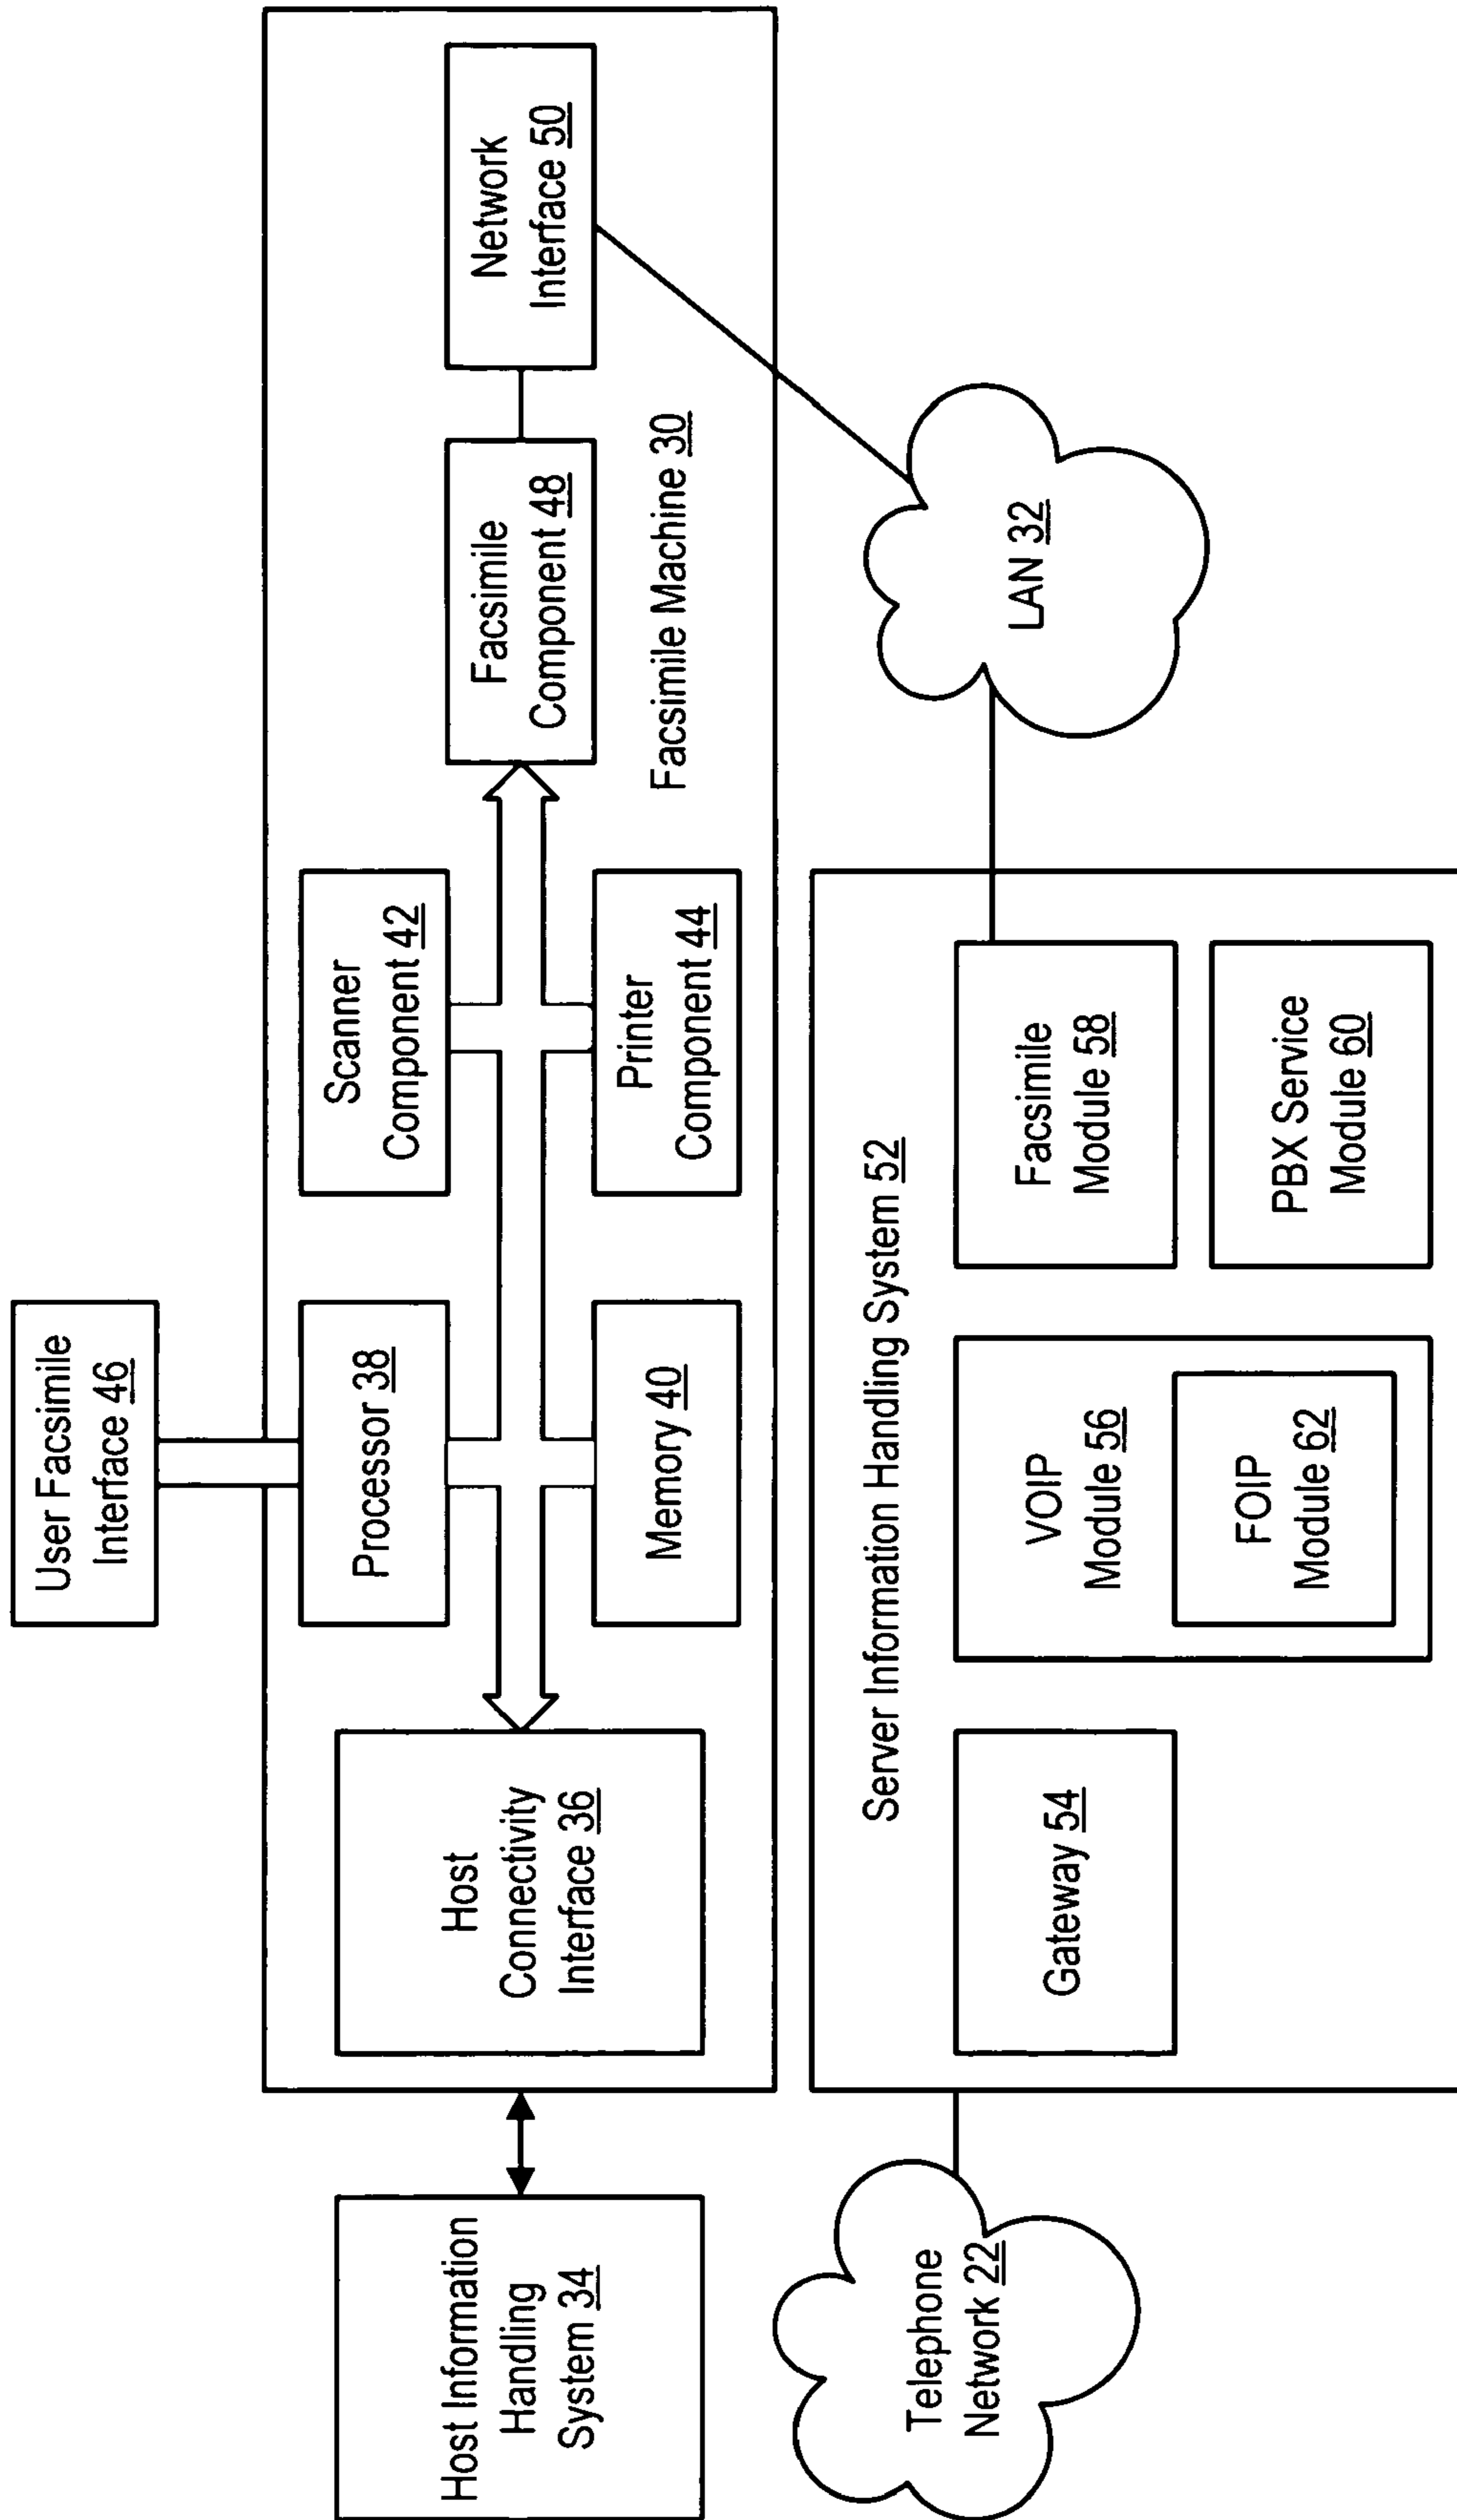 User Facsimile
Interface 46
Host Information
Handling
System 34
Host
Connectivity
Interface 36
Processor 38
Memory 40
Scanner
Component 42
Printer
Component 44
Facsimile
Component 48
Network
Interface 50
Facsimile Machine 30
Telephone
Network 22
Server Information Handling System 52
Gateway 54
VOIP
Module 56
FOIP
Module 62
Facsimile
Module 58
PBX Service
Module 60
LAN 32